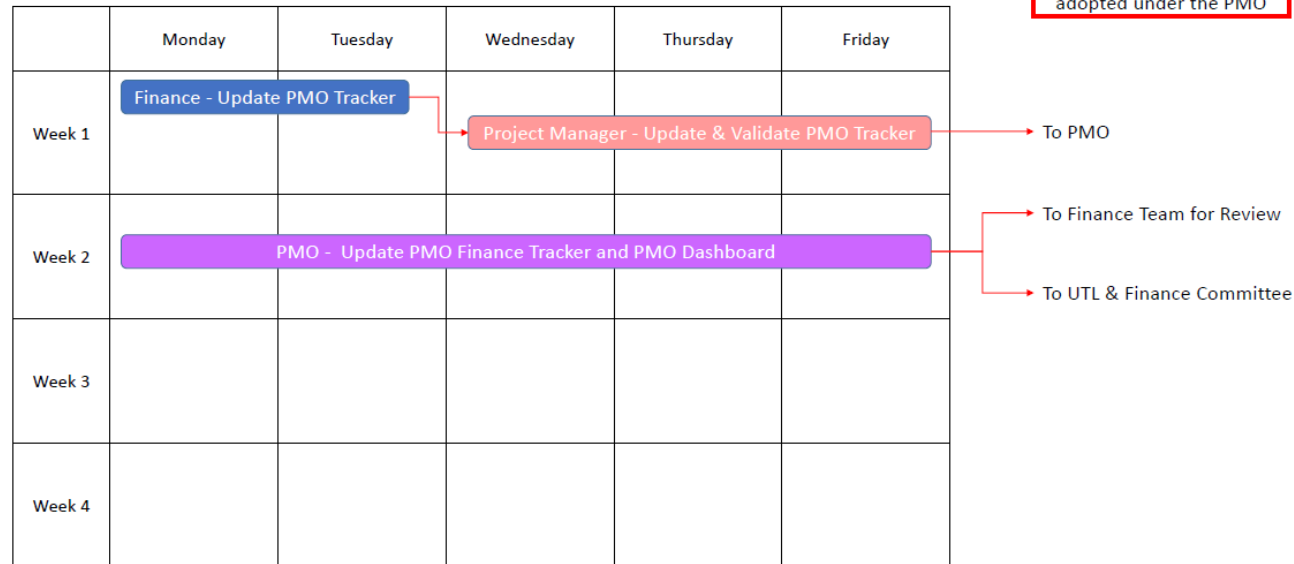 adopted under the PMO
Monday Tuesday Wednesday Thursday Friday
Finance - Update PMO Tracker
Week 1
Project Manager - Update & Validate PMO Tracker
To PMO
To Finance Team for Review
Week 2
PMO - Update PMO Finance Tracker and PMO Dashboard
To UTL & Finance Committee
Week 3
Week 4